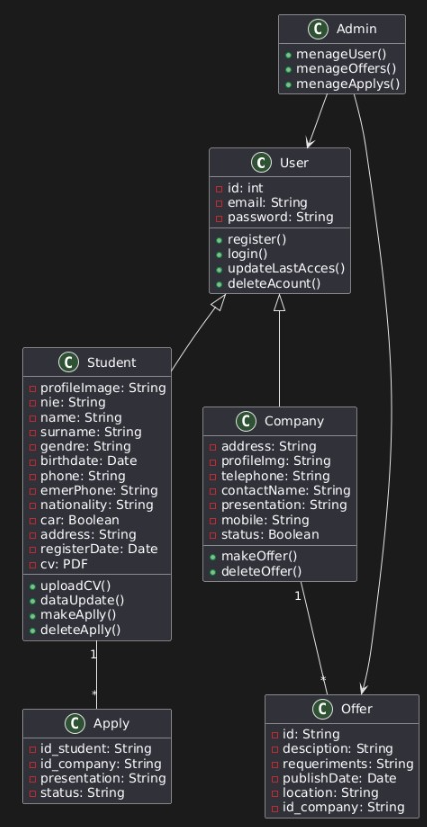 C Admin
menageUser()
menageOffers()
menageApplys()
C User
id: int
email: String
password: String
register()
login()
updateLastAcces()
deleteAcount()
C Student
profileImage: String
nie: String
name: String
surname: String
gendre: String
birthdate: Date
phone: String
emerPhone: String
nationality: String
car: Boolean
address: String
registerDate: Date
cv: PDF
uploadCV()
dataUpdate()
makeAplly()
deleteAplly()
C Company
address: String
profileImg: String
telephone: String
contactName: String
presentation: String
mobile: String
status: Boolean
makeOffer()
deleteOffer()
1
*
1
*
C Apply
id_student: String
id_company: String
presentation: String
status: String
C Offer
id: String
desciption: String
requeriments: String
publishDate: Date
location: String
id_company: String